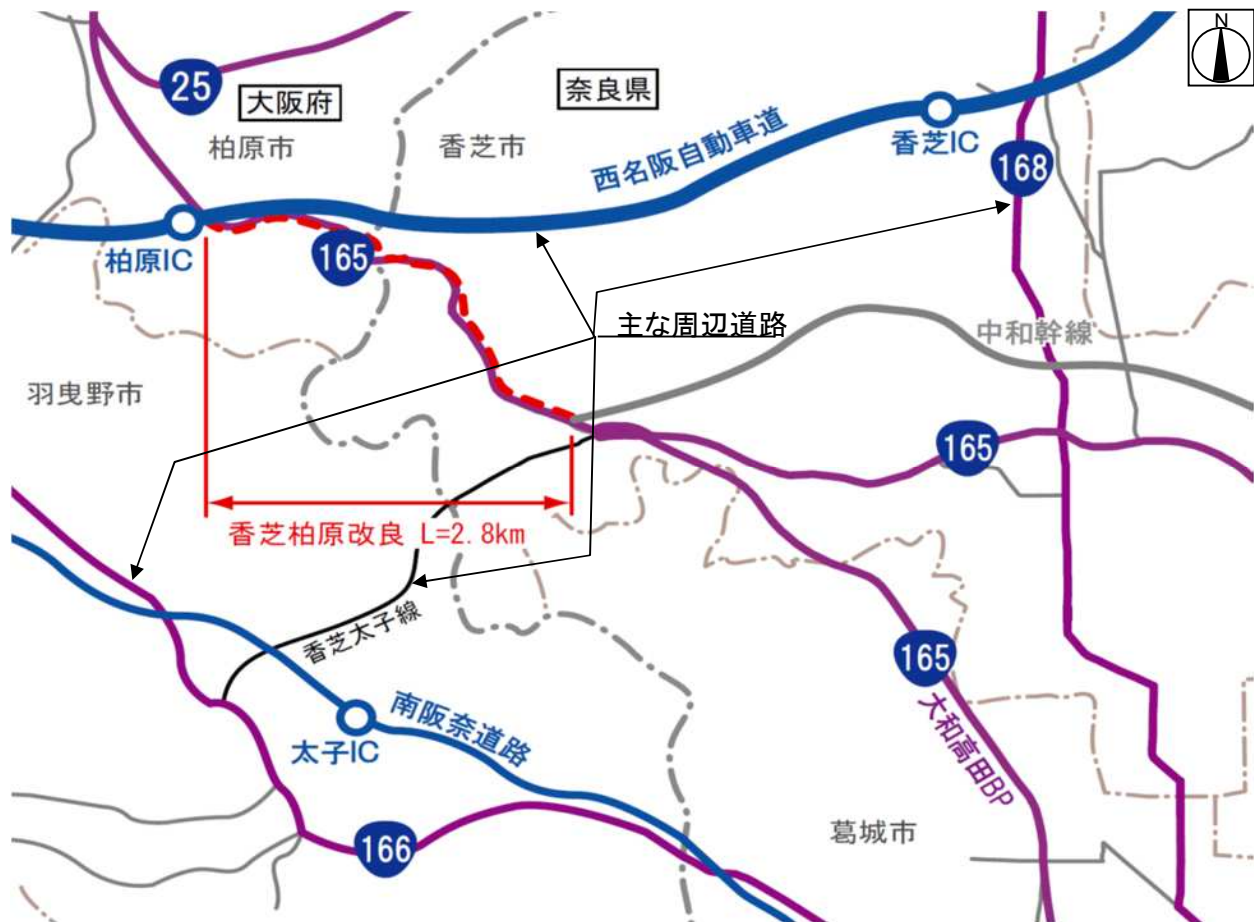 N
25
大阪府
奈良県
柏原市
香芝市
西名阪自動車道
香芝IC
168
柏原IC
165
主な周辺道路
中和幹線
羽曳野市
165
香芝柏原改良 L=2.8km
香芝太子線
165
大和高田BP
南阪奈道路
太子IC
166
葛城市